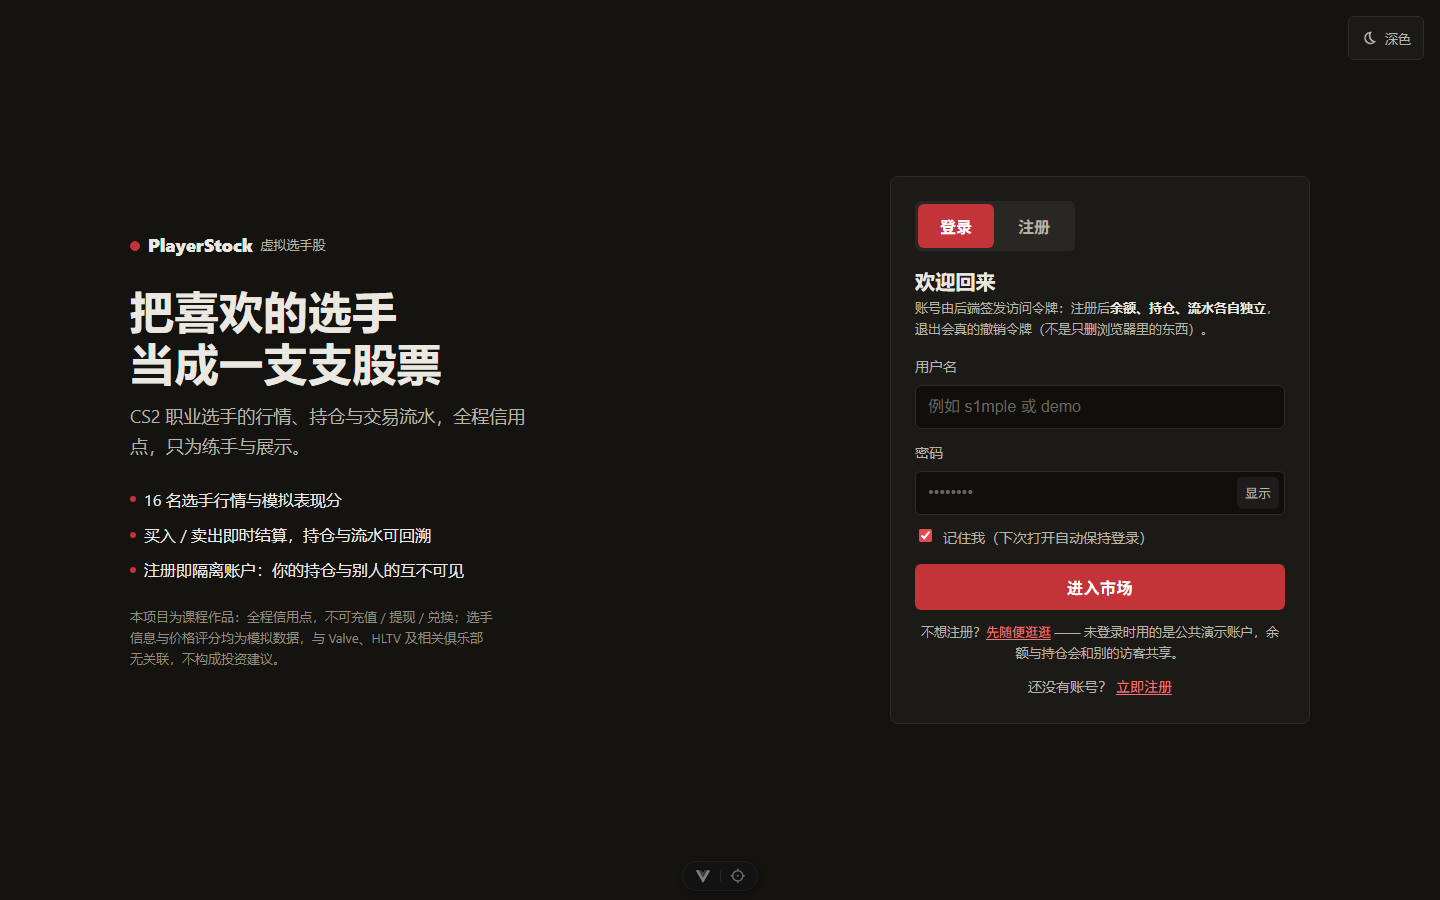 深色
PlayerStock 虚拟选手股
把喜欢的选手
当成一支支股票
CS2 职业选手的行情、持仓与交易流水，全程信用
点，只为练手与展示。
16 名选手行情与模拟表现分
买入 / 卖出即时结算，持仓与流水可回溯
注册即隔离账户：你的持仓与别人的互不可见
本项目为课程作品：全程信用点，不可充值 / 提现 / 兑换；选手
信息与价格评分均为模拟数据，与 Valve、HLTV 及相关俱乐部
无关联，不构成投资建议。
登录 注册
欢迎回来
账号由后端签发访问令牌：注册后余额、持仓、流水各自独立，
退出会真的撤销令牌（不是只删浏览器里的东西）。
用户名
例如 s1mple 或 demo
密码
•••••••• 显示
记住我（下次打开自动保持登录）
进入市场
不想注册？先随便逛逛 —— 未登录时用的是公共演示账户，余
额与持仓会和别的访客共享。
还没有账号？ 立即注册